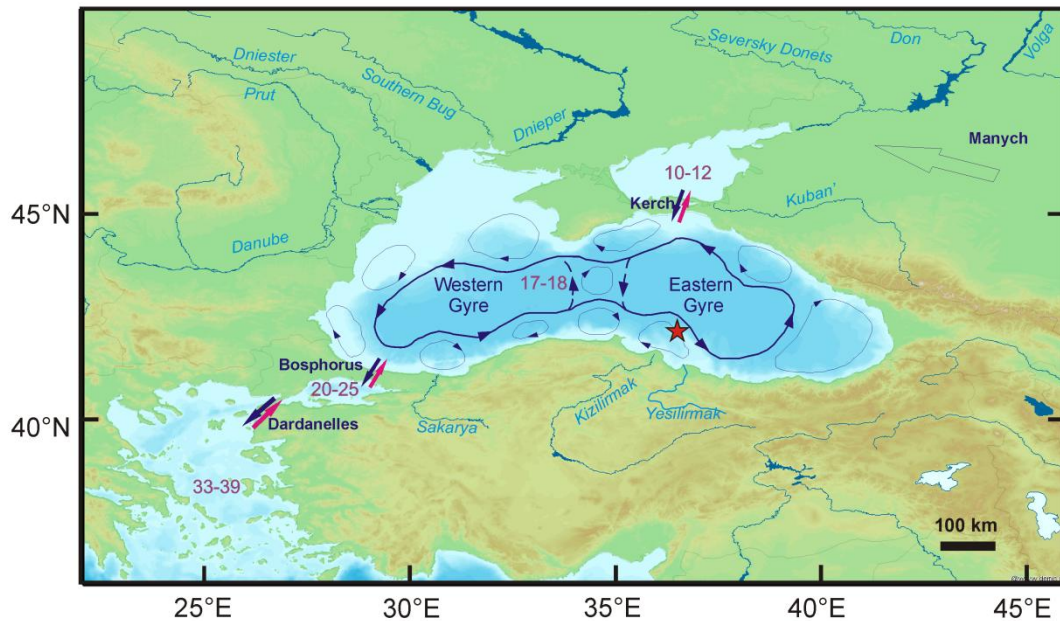 Dniester
Prut
Southern Bug
Dnieper
Seversky Donets
Don
Volga
Manych
10-12
Kerch
Kuban'
45°N
Danube
Western
Gyre
17-18
Eastern
Gyre
Bosphorus
20-25
40°N
Dardanelles
Sakarya
Kizilirmak
Yesilirmak
33-39
100 km
25°E
30°E
35°E
40°E
45°E